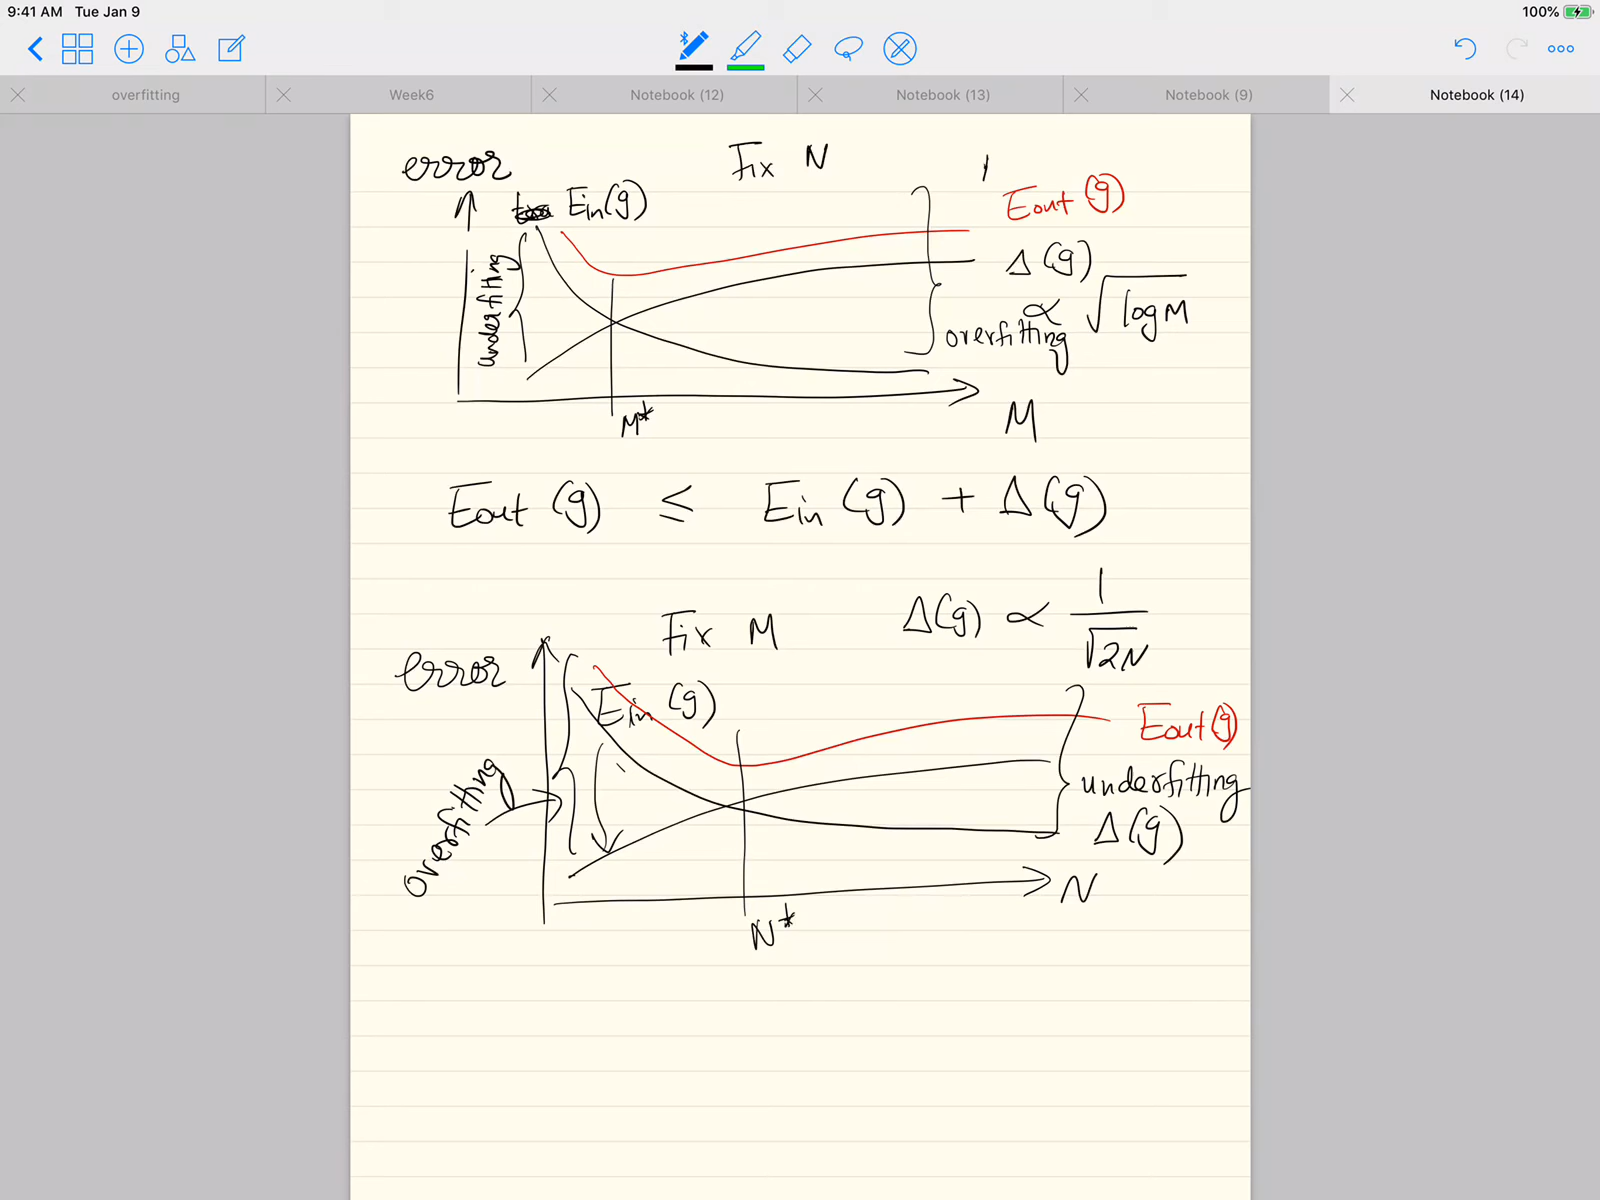 9:41 AM Tue Jan 9 100%
overfitting Week6 Notebook (12) Notebook (13) Notebook (9) Notebook (14)
error Fix N
Ein(g) Eout (g)
underfitting
Δ (g)
∝ √log M
overfitting
M*
M
Eout (g) ≤ Ein (g) + Δ(g)
Fix M Δ(g) ∝ 1/√2N
error
Ein (g)
Eout(g)
overfitting
underfitting
Δ(g)
N
N*